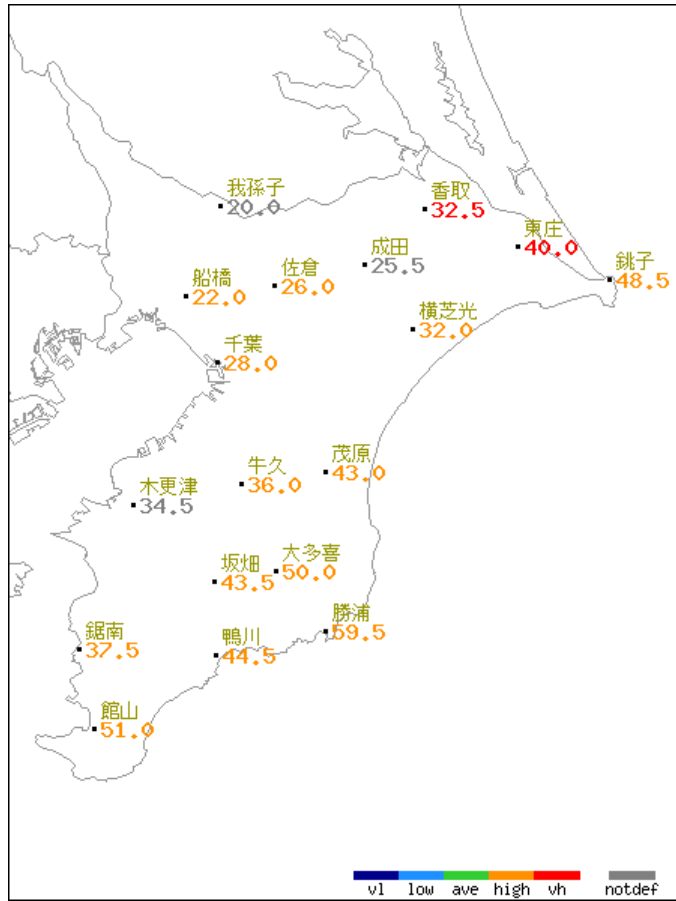 我孫子
20.0
香取
32.5
東庄
40.0
成田
25.5
銚子
48.5
船橋
22.0
佐倉
26.0
横芝光
32.0
千葉
28.0
茂原
43.0
牛久
36.0
木更津
34.5
大多喜
50.0
坂畑
43.5
勝浦
59.5
鋸南
37.5
鴨川
44.5
館山
51.0
vl low ave high vh notdef